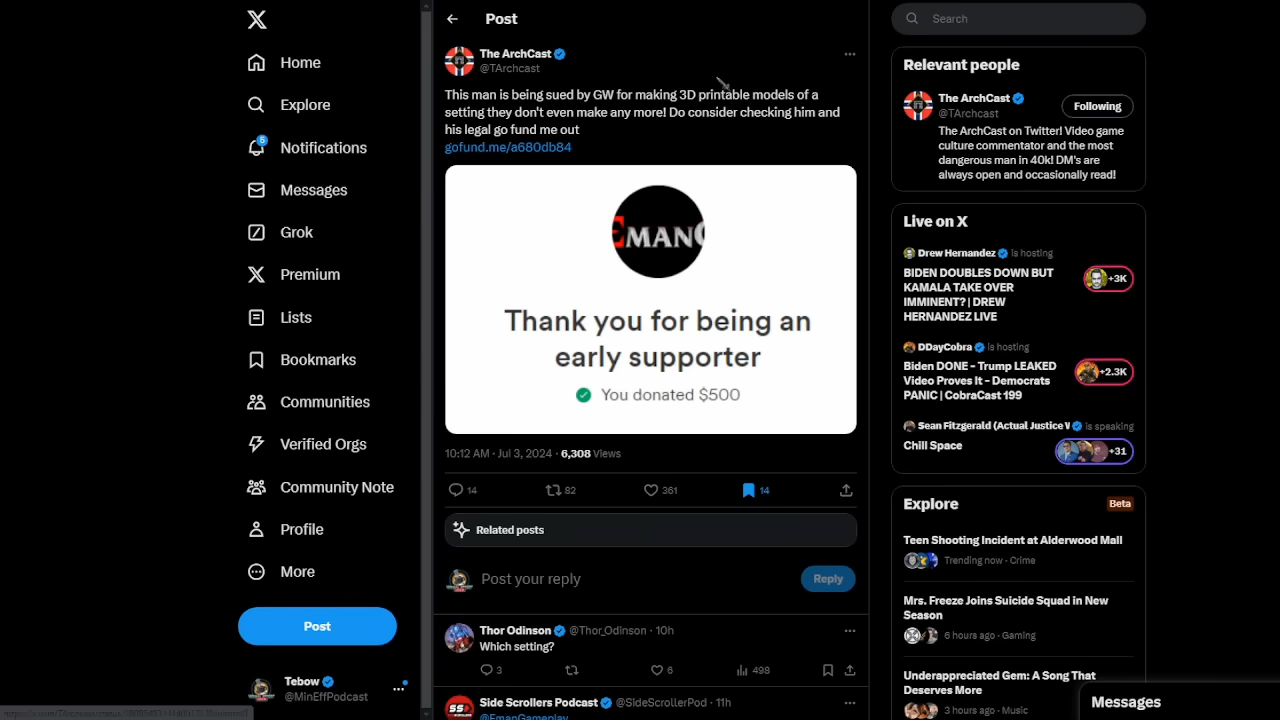 Home
Explore
5
Notifications
Messages
Grok
Premium
Lists
Bookmarks
Communities
Verified Orgs
Community Note
Profile
More
Post
Tebow
@MinEffPodcast
Post
The ArchCast
@TArchcast
This man is being sued by GW for making 3D printable models of a
setting they don't even make any more! Do consider checking him and
his legal go fund me out
gofund.me/a680db84
EMANG
Thank you for being an
early supporter
You donated $500
10:12 AM · Jul 3, 2024 · 6,308 Views
14 82 361 14
Related posts
Post your reply
Reply
Thor Odinson @Thor_Odinson · 10h
Which setting?
3 6 498
Side Scrollers Podcast @SideScrollerPod · 11h
@EmanGameplay
Search
Relevant people
The ArchCast
@TArchcast
Following
The ArchCast on Twitter! Video game
culture commentator and the most
dangerous man in 40k! DM's are
always open and occasionally read!
Live on X
Drew Hernandez is hosting
BIDEN DOUBLES DOWN BUT
KAMALA TAKE OVER
IMMINENT? | DREW
HERNANDEZ LIVE
+3K
DDayCobra is hosting
Biden DONE - Trump LEAKED
Video Proves It - Democrats
PANIC | CobraCast 199
+2.3K
Sean Fitzgerald (Actual Justice W is speaking
Chill Space
+31
Explore
Beta
Teen Shooting Incident at Alderwood Mall
Trending now · Crime
Mrs. Freeze Joins Suicide Squad in New
Season
6 hours ago · Gaming
Underappreciated Gem: A Song That
Deserves More
3 hours ago · Music
Messages